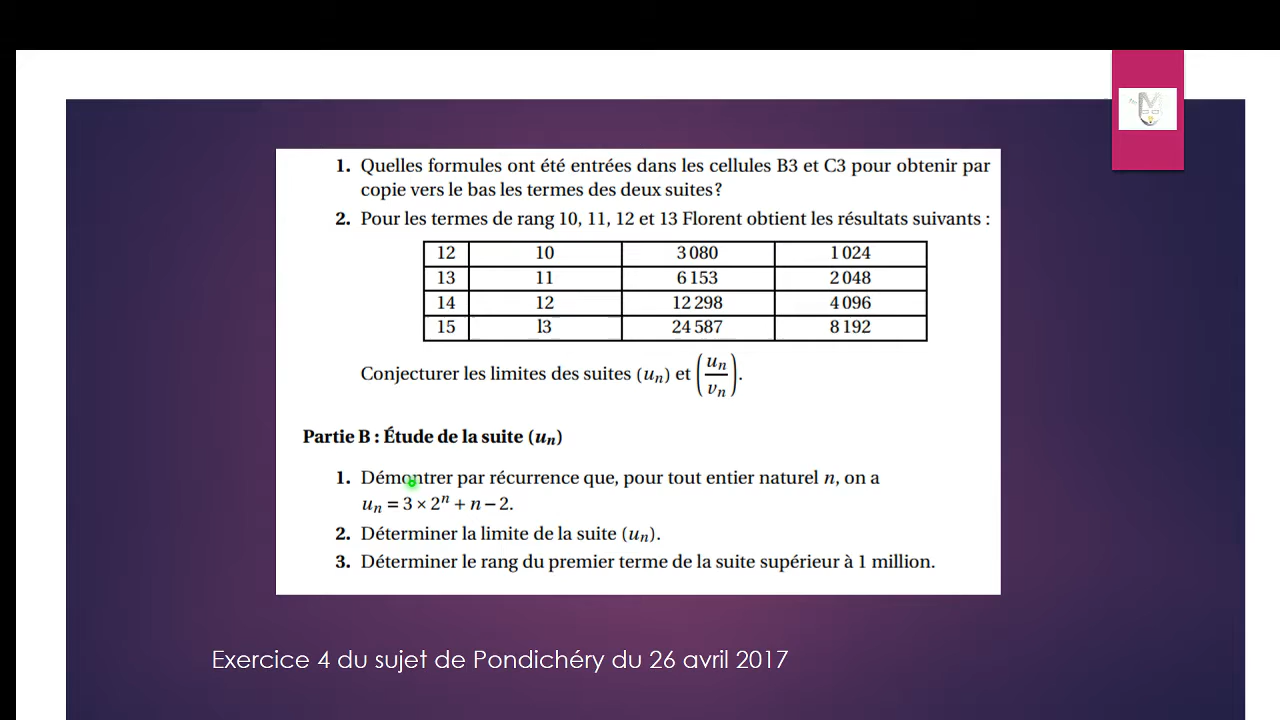 1. Quelles formules ont été entrées dans les cellules B3 et C3 pour obtenir par
copie vers le bas les termes des deux suites ?
2. Pour les termes de rang 10, 11, 12 et 13 Florent obtient les résultats suivants :
12 10 3 080 1 024
13 11 6 153 2 048
14 12 12 298 4 096
15 l3 24 587 8 192
Conjecturer les limites des suites (uₙ) et (uₙ/vₙ).
Partie B : Étude de la suite (uₙ)
1. Démontrer par récurrence que, pour tout entier naturel n, on a
uₙ = 3 × 2ⁿ + n − 2.
2. Déterminer la limite de la suite (uₙ).
3. Déterminer le rang du premier terme de la suite supérieur à 1 million.
Exercice 4 du sujet de Pondichéry du 26 avril 2017